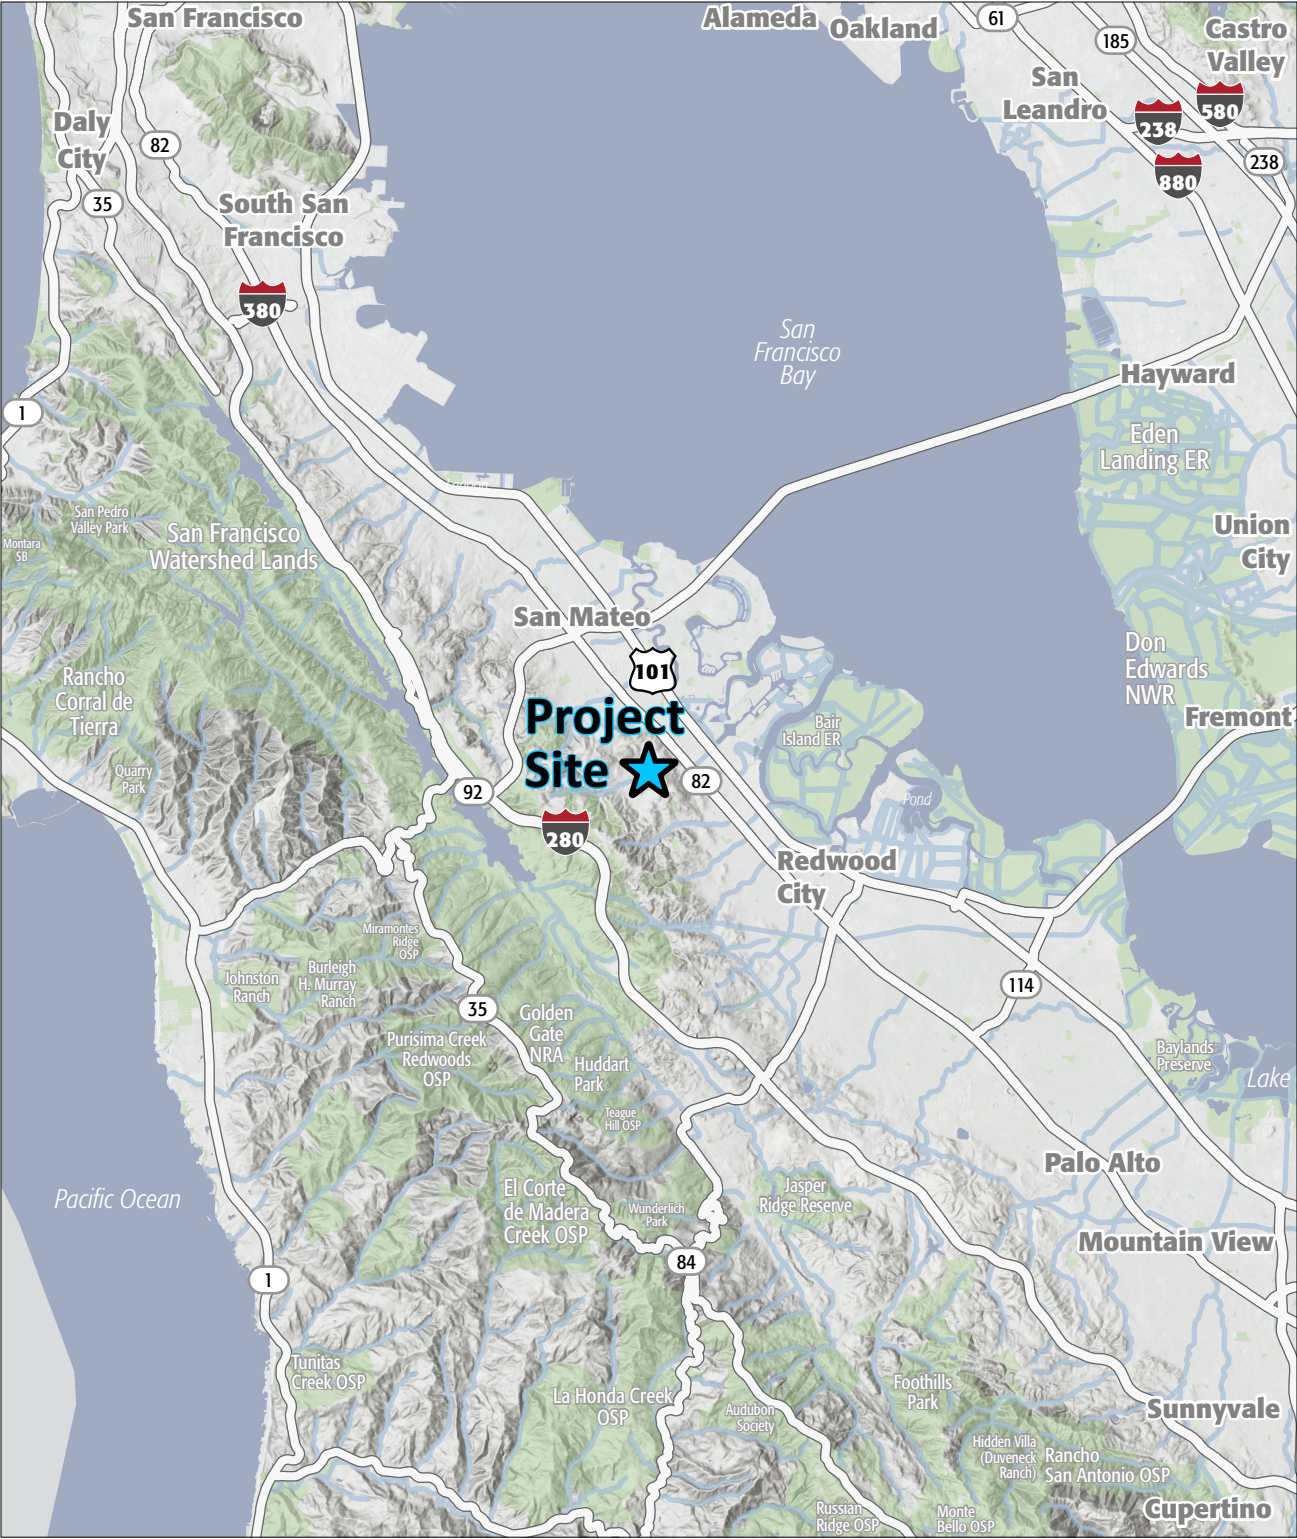 San Francisco
Alameda
Oakland
61
185
Castro
Valley
San
Leandro
580
238
238
880
Daly
City
82
35
South San
Francisco
380
San
Francisco
Bay
Hayward
1
Eden
Landing ER
San Pedro
Valley Park
Montara
SB
San Francisco
Watershed Lands
Union
City
San Mateo
101
Don
Edwards
NWR
Rancho
Corral de
Tierra
Fremont
Project
Site
Bair
Island ER
Quarry
Park
92
82
Pond
280
Redwood
City
Miramontes
Ridge
OSP
Burleigh
H. Murray
Ranch
Johnston
Ranch
114
35
Golden
Gate
NRA
Purisima Creek
Redwoods
OSP
Huddart
Park
Baylands
Preserve
Lake
Teague
Hill OSP
Palo Alto
Pacific Ocean
El Corte
de Madera
Creek OSP
Jasper
Ridge Reserve
Wunderlich
Park
Mountain View
84
1
Tunitas
Creek OSP
La Honda Creek
OSP
Foothills
Park
Audubon
Society
Sunnyvale
Hidden Villa
(Duveneck
Ranch)
Rancho
San Antonio OSP
Russian
Ridge OSP
Monte
Bello OSP
Cupertino